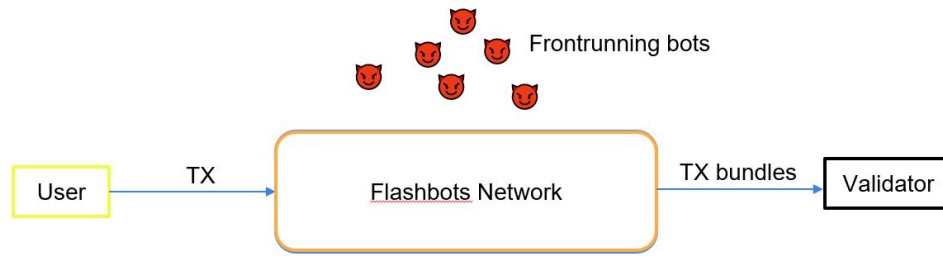 Frontrunning bots
User
TX
Flashbots Network
TX bundles
Validator